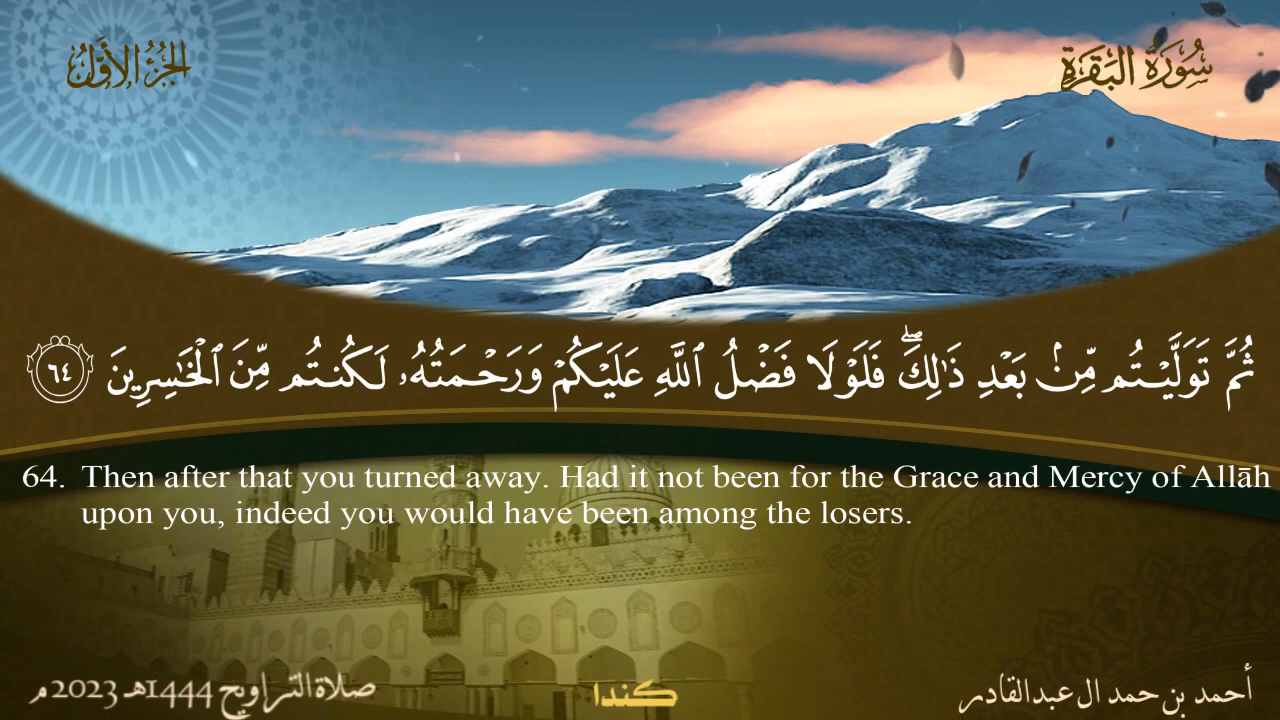 سُورَةُ البَقَرَةِ
الجُزْءُ الأَوَّلُ
ثُمَّ تَوَلَّيْتُم مِّنۢ بَعْدِ ذَٰلِكَ ۖ فَلَوْلَا فَضْلُ ٱللَّهِ عَلَيْكُمْ وَرَحْمَتُهُۥ لَكُنتُم مِّنَ ٱلْخَٰسِرِينَ ٦٤
64. Then after that you turned away. Had it not been for the Grace and Mercy of Allāh
upon you, indeed you would have been among the losers.
أحمد بن حمد ال عبدالقادر
كندا
صلاة التراويح 1444هـ 2023م